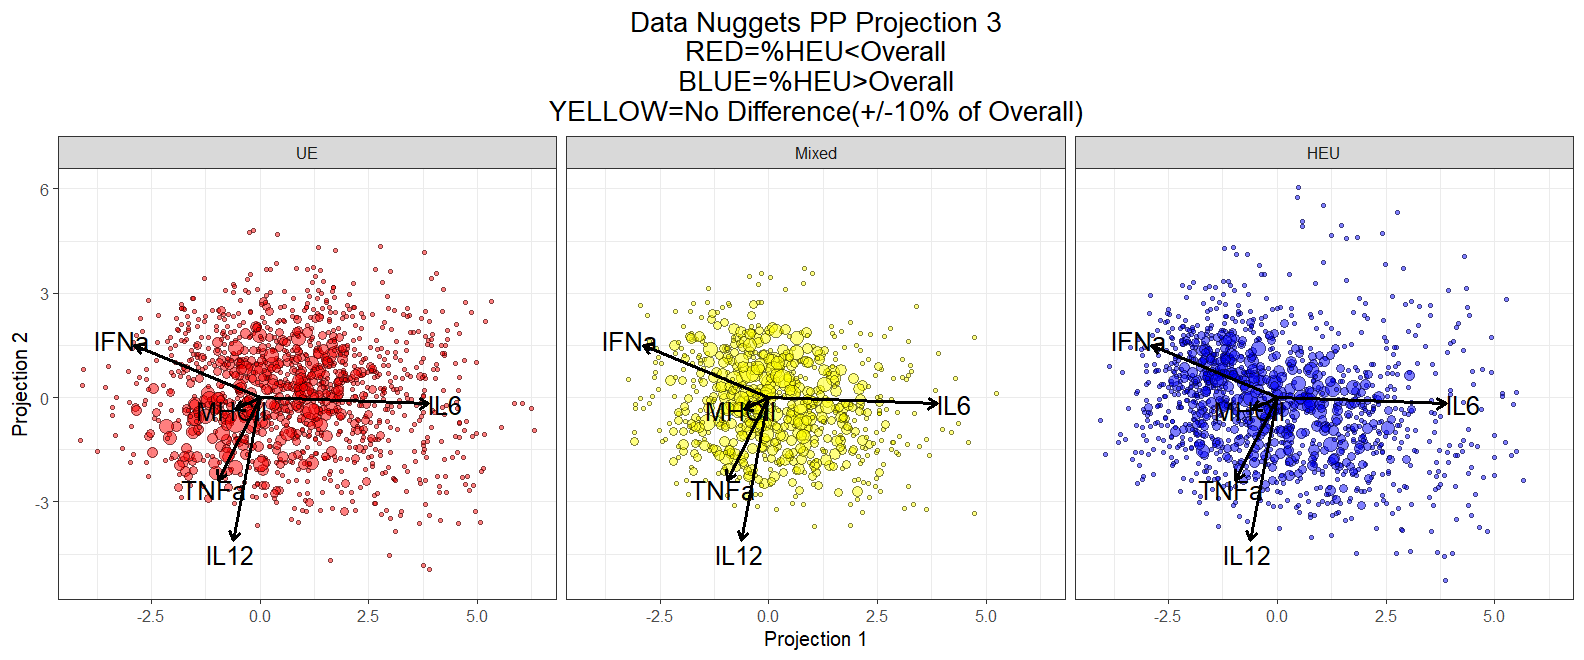 Data Nuggets PP Projection 3
RED=%HEU<Overall
BLUE=%HEU>Overall
YELLOW=No Difference(+/-10% of Overall)
UE
Mixed
HEU
Projection 2
6
3
0
-3
IFNa
MHCii
IL6
TNFa
IL12
IFNa
MHCii
IL6
TNFa
IL12
IFNa
MHCii
IL6
TNFa
IL12
-2.5
0.0
2.5
5.0
-2.5
0.0
2.5
5.0
-2.5
0.0
2.5
5.0
Projection 1